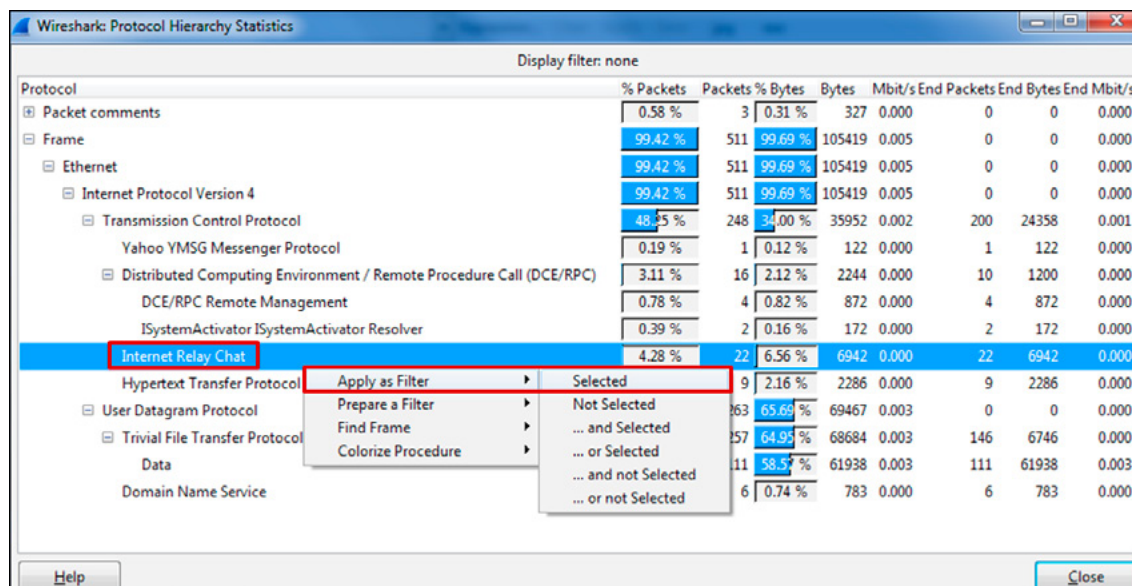 Wireshark: Protocol Hierarchy Statistics
Display filter: none
Protocol % Packets Packets % Bytes Bytes Mbit/s End Packets End Bytes End Mbit/s
Packet comments 0.58 % 3 0.31 % 327 0.000 0 0 0.000
Frame 99.42 % 511 99.69 % 105419 0.005 0 0 0.000
Ethernet 99.42 % 511 99.69 % 105419 0.005 0 0 0.000
Internet Protocol Version 4 99.42 % 511 99.69 % 105419 0.005 0 0 0.000
Transmission Control Protocol 48.25 % 248 34.00 % 35952 0.002 200 24358 0.001
Yahoo YMSG Messenger Protocol 0.19 % 1 0.12 % 122 0.000 1 122 0.000
Distributed Computing Environment / Remote Procedure Call (DCE/RPC) 3.11 % 16 2.12 % 2244 0.000 10 1200 0.000
DCE/RPC Remote Management 0.78 % 4 0.82 % 872 0.000 4 872 0.000
ISystemActivator ISystemActivator Resolver 0.39 % 2 0.16 % 172 0.000 2 172 0.000
Internet Relay Chat 4.28 % 22 6.56 % 6942 0.000 22 6942 0.000
Hypertext Transfer Protocol Apply as Filter Selected 9 2.16 % 2286 0.000 9 2286 0.000
User Datagram Protocol Prepare a Filter Not Selected 263 65.69 % 69467 0.003 0 0 0.000
Trivial File Transfer Protocol Find Frame ... and Selected 257 64.95 % 68684 0.003 146 6746 0.000
Colorize Procedure ... or Selected
Data ... and not Selected 111 58.57 % 61938 0.003 111 61938 0.003
Domain Name Service ... or not Selected 6 0.74 % 783 0.000 6 783 0.000
Help Close